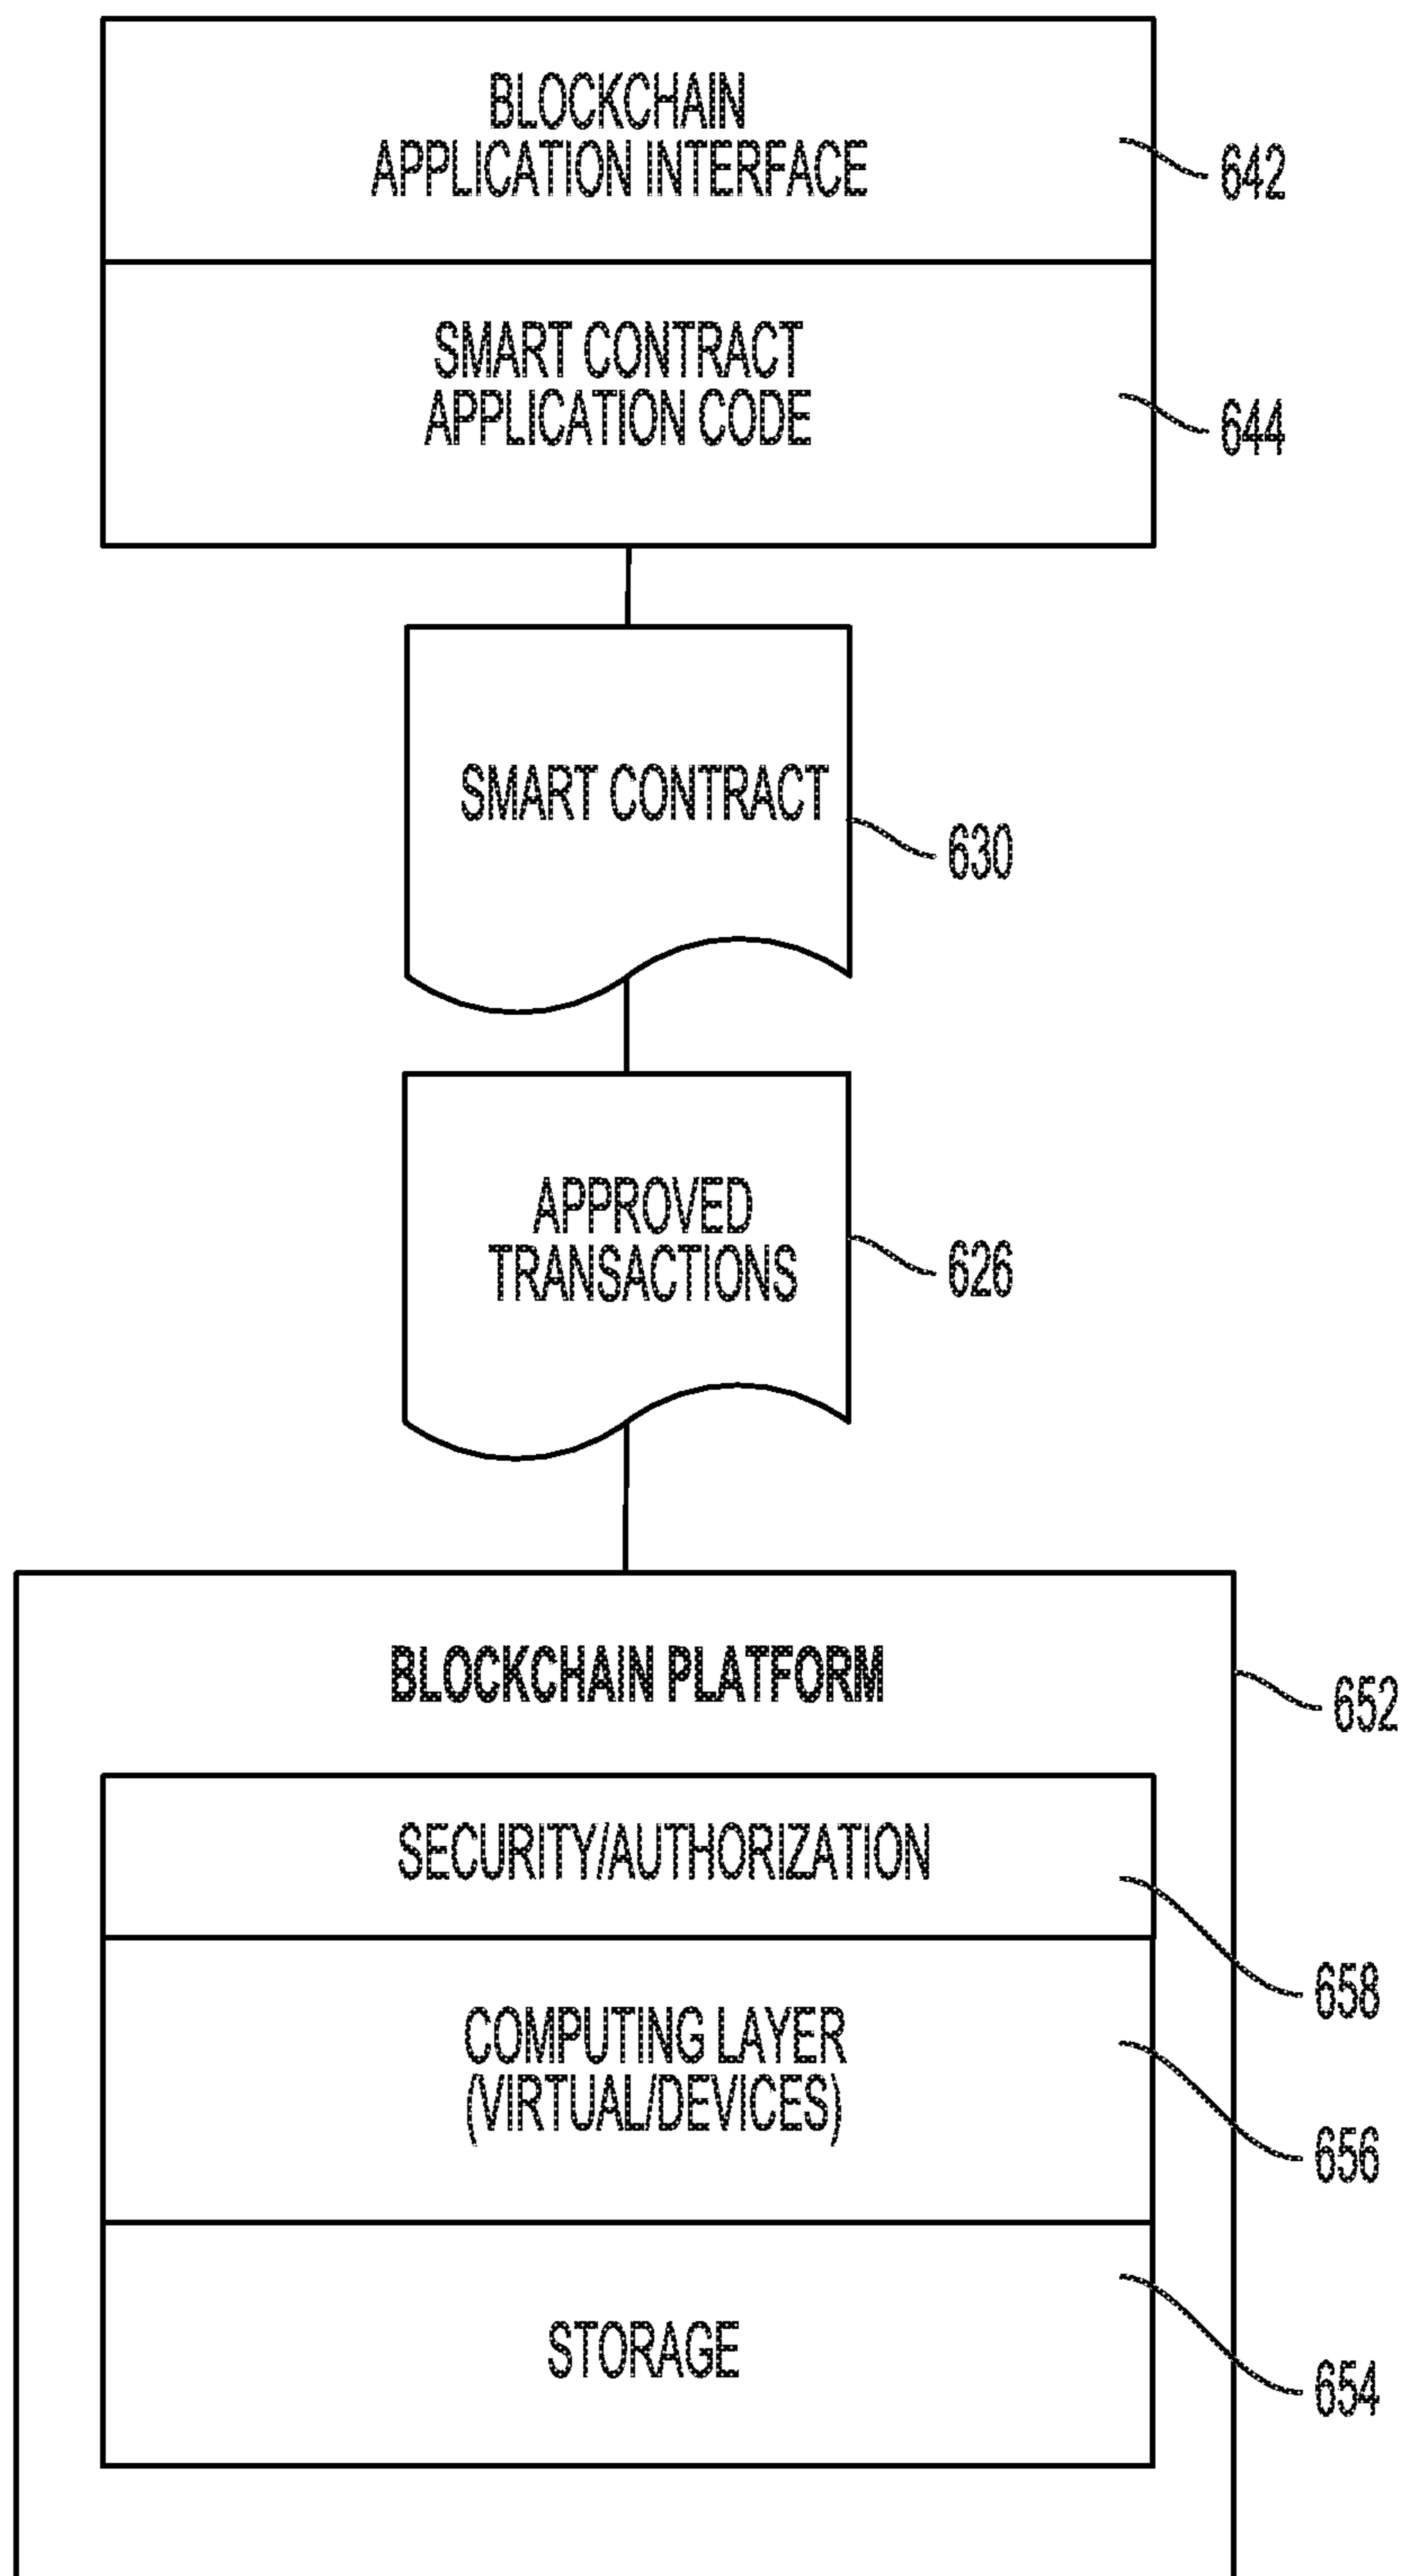 BLOCKCHAIN
APPLICATION INTERFACE
642
SMART CONTRACT
APPLICATION CODE
644
SMART CONTRACT
630
APPROVED
TRANSACTIONS
626
BLOCKCHAIN PLATFORM
652
SECURITY/AUTHORIZATION
658
COMPUTING LAYER
(VIRTUAL/DEVICES)
656
STORAGE
654